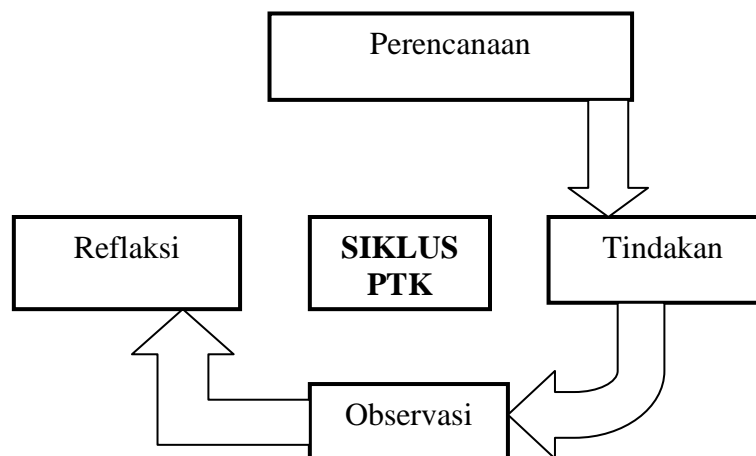 Perencanaan
Reflaksi
SIKLUS
PTK
Tindakan
Observasi